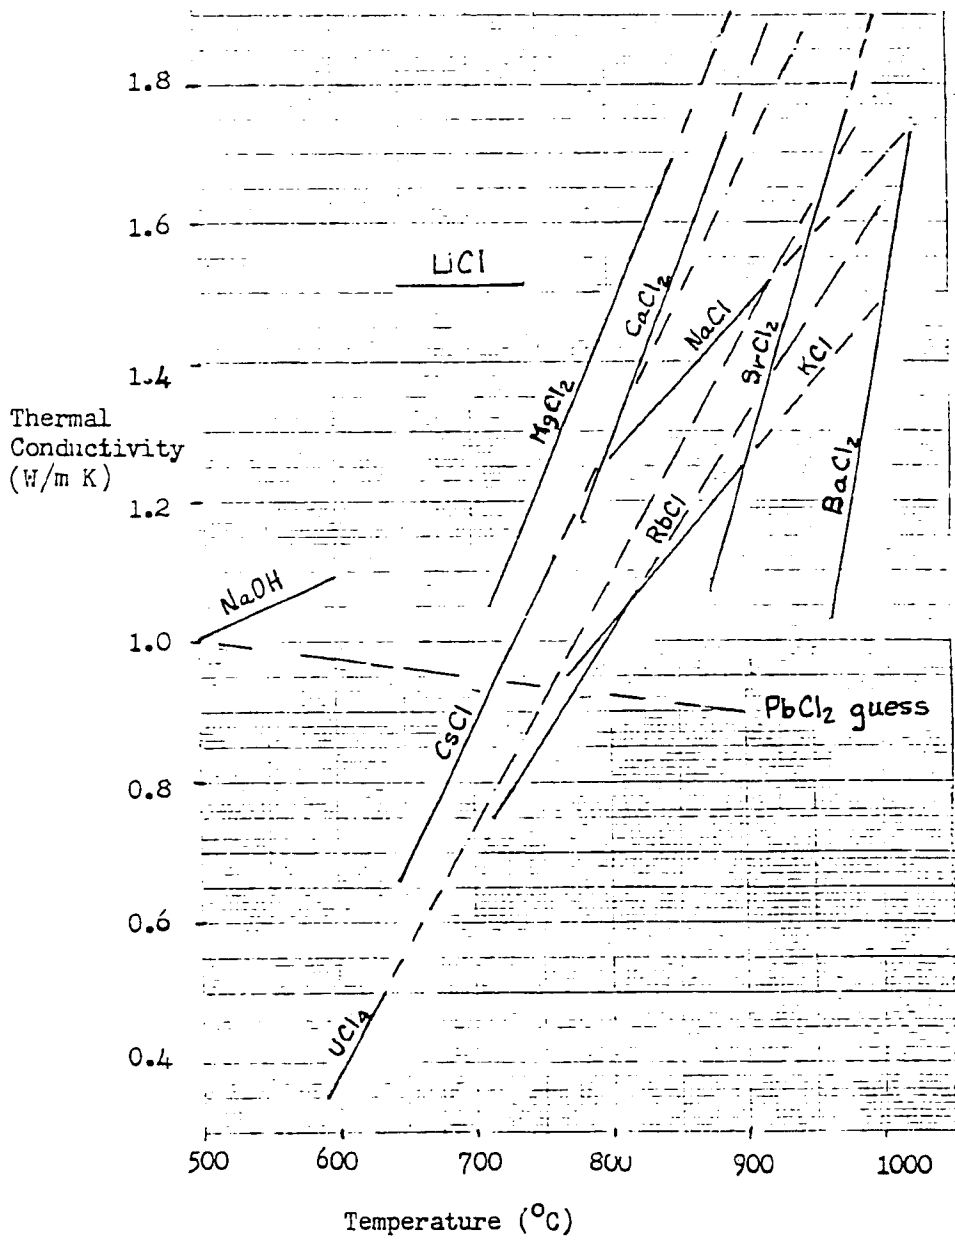 1.8
1.6
LiCl
CaCl2
NaCl
SrCl2
KCl
1.4
MgCl2
Thermal
Conductivity
(W/m K)
BaCl2
1.2
RbCl
NaOH
1.0
PbCl2 guess
CsCl
0.8
0.6
UCl4
0.4
500
600
700
800
900
1000
Temperature (°C)